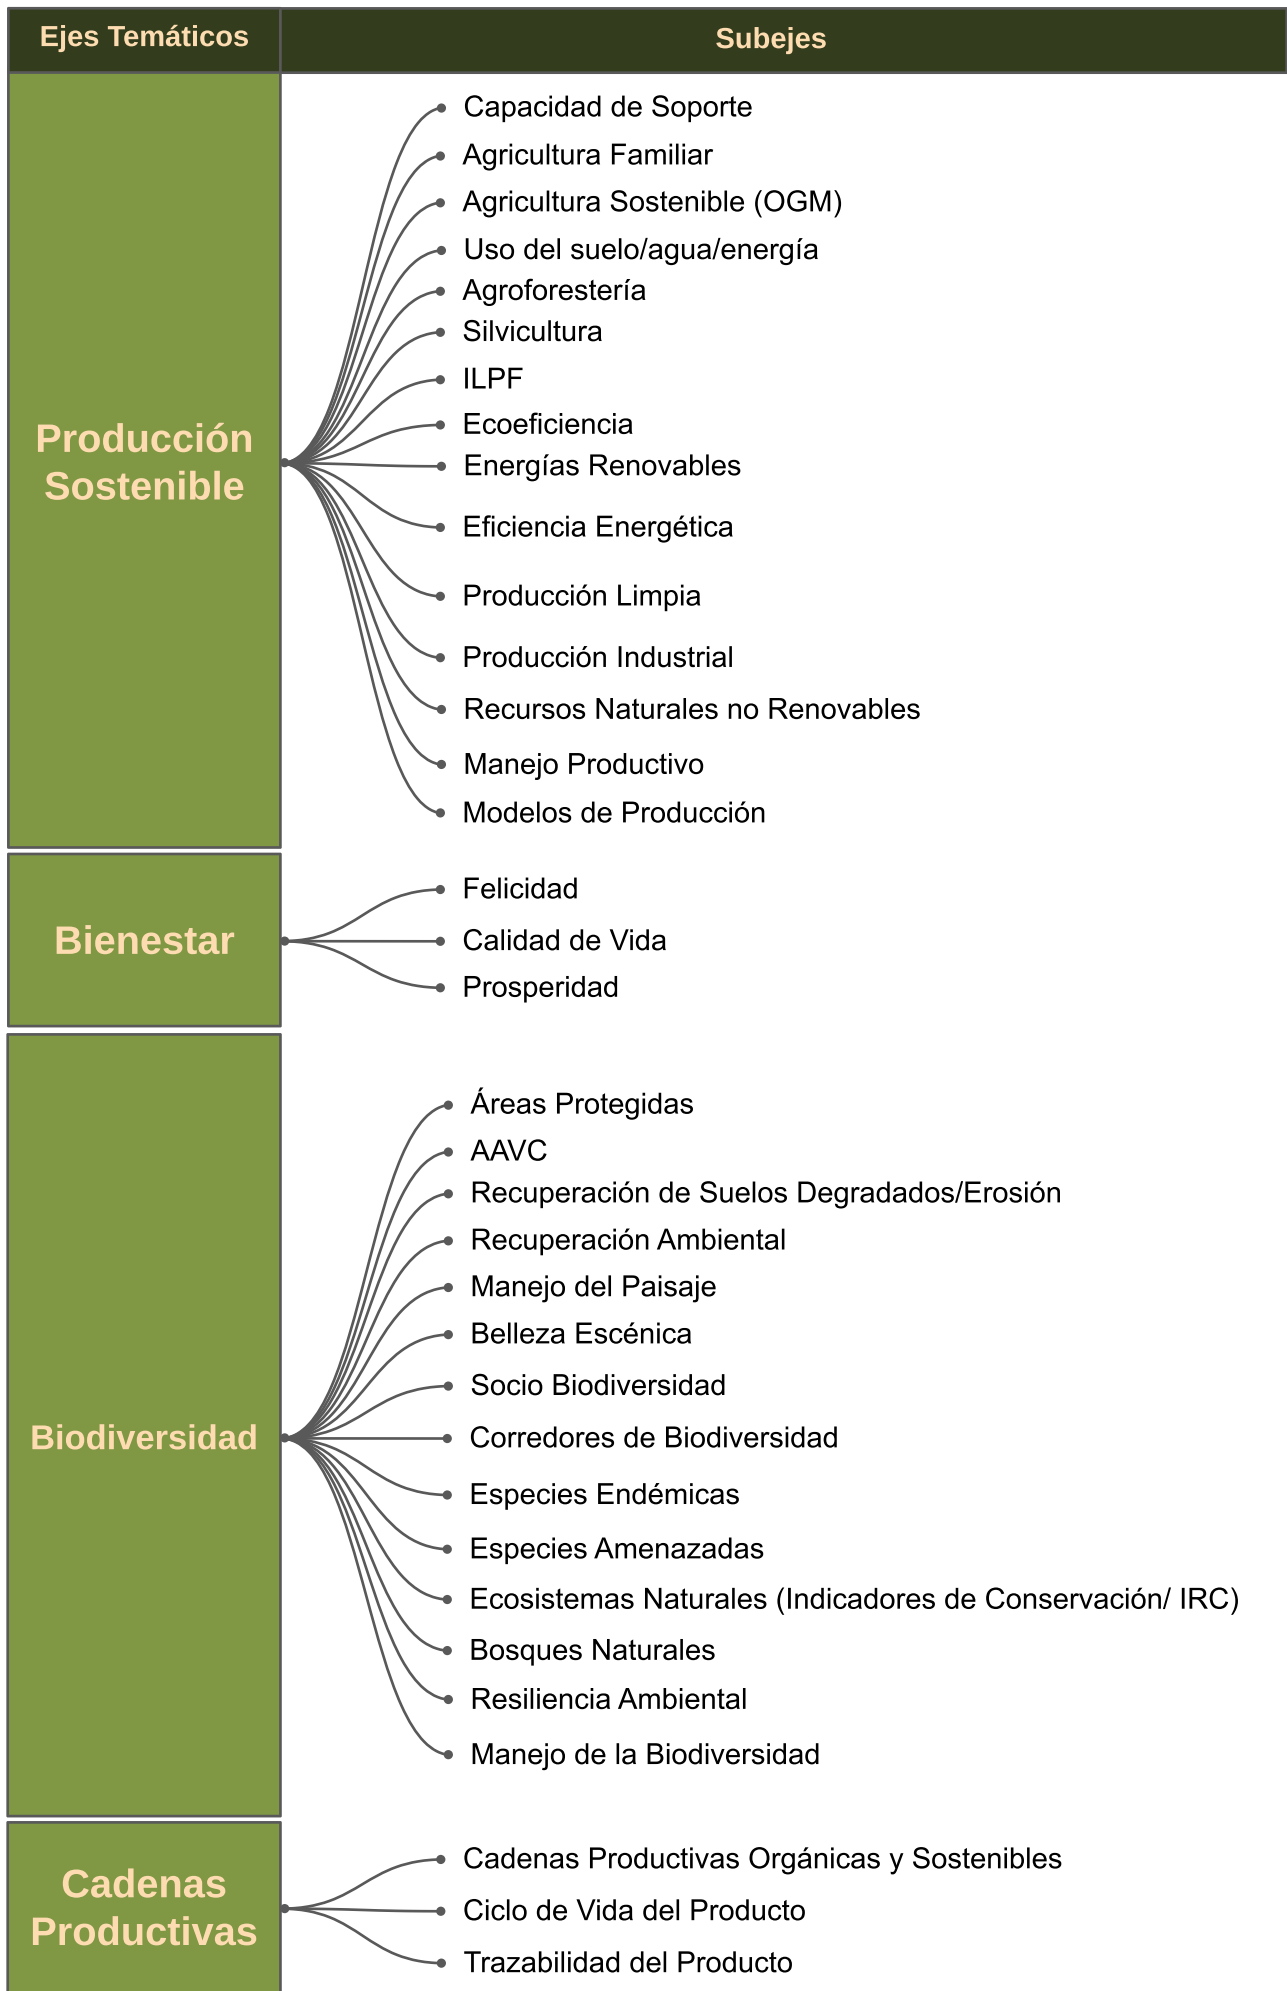 Ejes Temáticos
Subejes
Producción
Sostenible
Capacidad de Soporte
Agricultura Familiar
Agricultura Sostenible (OGM)
Uso del suelo/agua/energía
Agroforestería
Silvicultura
ILPF
Ecoeficiencia
Energías Renovables
Eficiencia Energética
Producción Limpia
Producción Industrial
Recursos Naturales no Renovables
Manejo Productivo
Modelos de Producción
Bienestar
Felicidad
Calidad de Vida
Prosperidad
Biodiversidad
Áreas Protegidas
AAVC
Recuperación de Suelos Degradados/Erosión
Recuperación Ambiental
Manejo del Paisaje
Belleza Escénica
Socio Biodiversidad
Corredores de Biodiversidad
Especies Endémicas
Especies Amenazadas
Ecosistemas Naturales (Indicadores de Conservación/ IRC)
Bosques Naturales
Resiliencia Ambiental
Manejo de la Biodiversidad
Cadenas
Productivas
Cadenas Productivas Orgánicas y Sostenibles
Ciclo de Vida del Producto
Trazabilidad del Producto